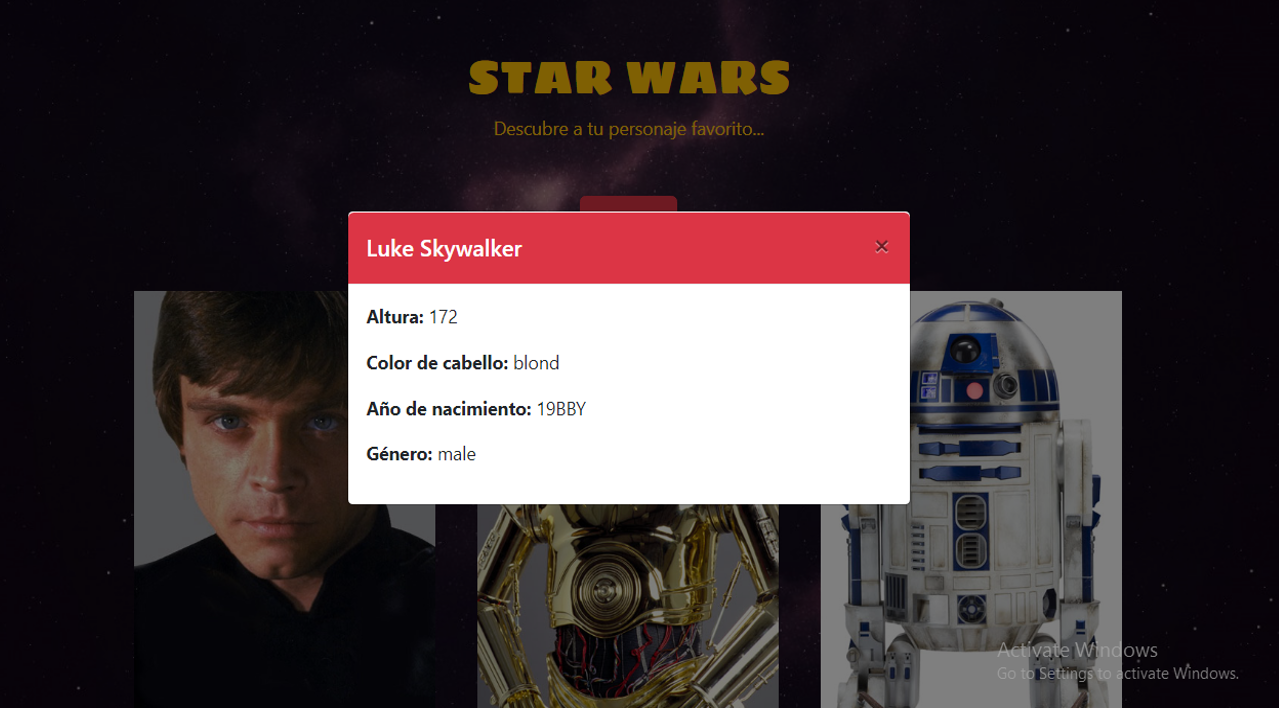 STAR WARS
Descubre a tu personaje favorito...
Luke Skywalker
×
Altura: 172
Color de cabello: blond
Año de nacimiento: 19BBY
Género: male
Activate Windows
Go to Settings to activate Windows.